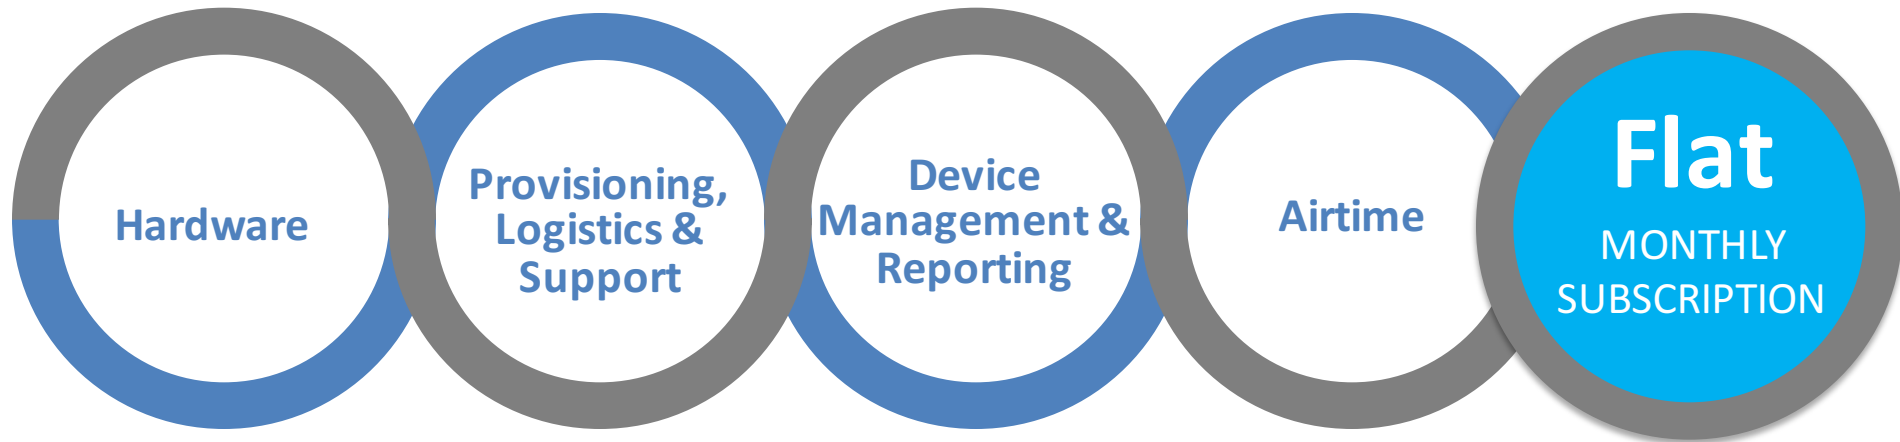 Hardware
Provisioning,
Logistics &
Support
Device
Management &
Reporting
Airtime
Flat
MONTHLY
SUBSCRIPTION